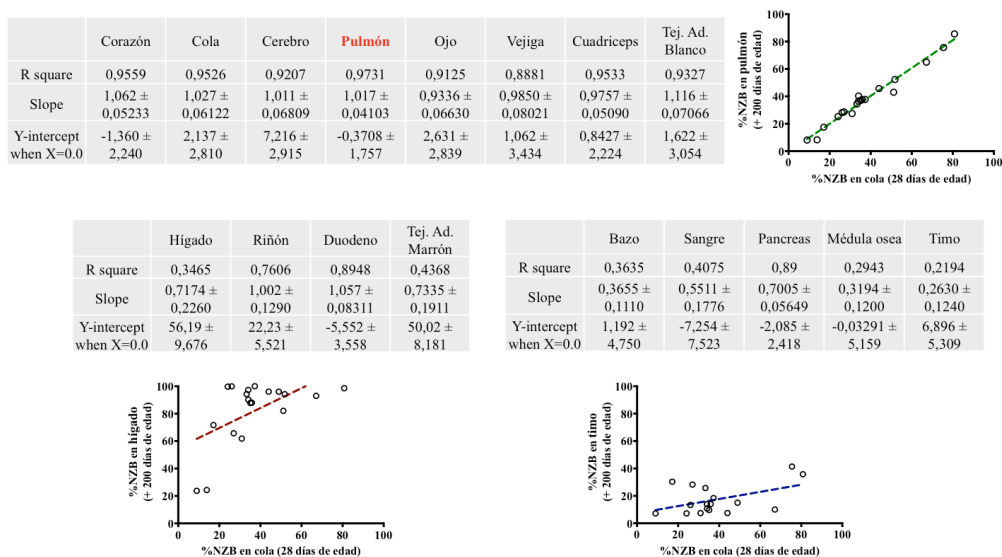 Corazón Cola Cerebro Pulmón Ojo Vejiga Cuadriceps Tej. Ad.
Blanco
R square 0,9559 0,9526 0,9207 0,9731 0,9125 0,8881 0,9533 0,9327
Slope 1,062 ± 1,027 ± 1,011 ± 1,017 ± 0,9336 ± 0,9850 ± 0,9757 ± 1,116 ±
0,05233 0,06122 0,06809 0,04103 0,06630 0,08021 0,05090 0,07066
Y-intercept -1,360 ± 2,137 ± 7,216 ± -0,3708 ± 2,631 ± 1,062 ± 0,8427 ± 1,622 ±
when X=0.0 2,240 2,810 2,915 1,757 2,839 3,434 2,224 3,054
%NZB en pulmón
(+ 200 días de edad)
100
80
60
40
20
0
0 20 40 60 80 100
%NZB en cola (28 días de edad)
Hígado Riñón Duodeno Tej. Ad.
Marrón
R square 0,3465 0,7606 0,8948 0,4368
Slope 0,7174 ± 1,002 ± 1,057 ± 0,7335 ±
0,2260 0,1290 0,08311 0,1911
Y-intercept 56,19 ± 22,23 ± -5,552 ± 50,02 ±
when X=0.0 9,676 5,521 3,558 8,181
Bazo Sangre Pancreas Médula osea Timo
R square 0,3635 0,4075 0,89 0,2943 0,2194
Slope 0,3655 ± 0,5511 ± 0,7005 ± 0,3194 ± 0,2630 ±
0,1110 0,1776 0,05649 0,1200 0,1240
Y-intercept 1,192 ± -7,254 ± -2,085 ± -0,03291 ± 6,896 ±
when X=0.0 4,750 7,523 2,418 5,159 5,309
%NZB en hígado
(+ 200 días de edad)
100
80
60
40
20
0
0 20 40 60 80 100
%NZB en cola (28 días de edad)
%NZB en timo
(+ 200 días de edad)
100
80
60
40
20
0
0 20 40 60 80 100
%NZB en cola (28 días de edad)